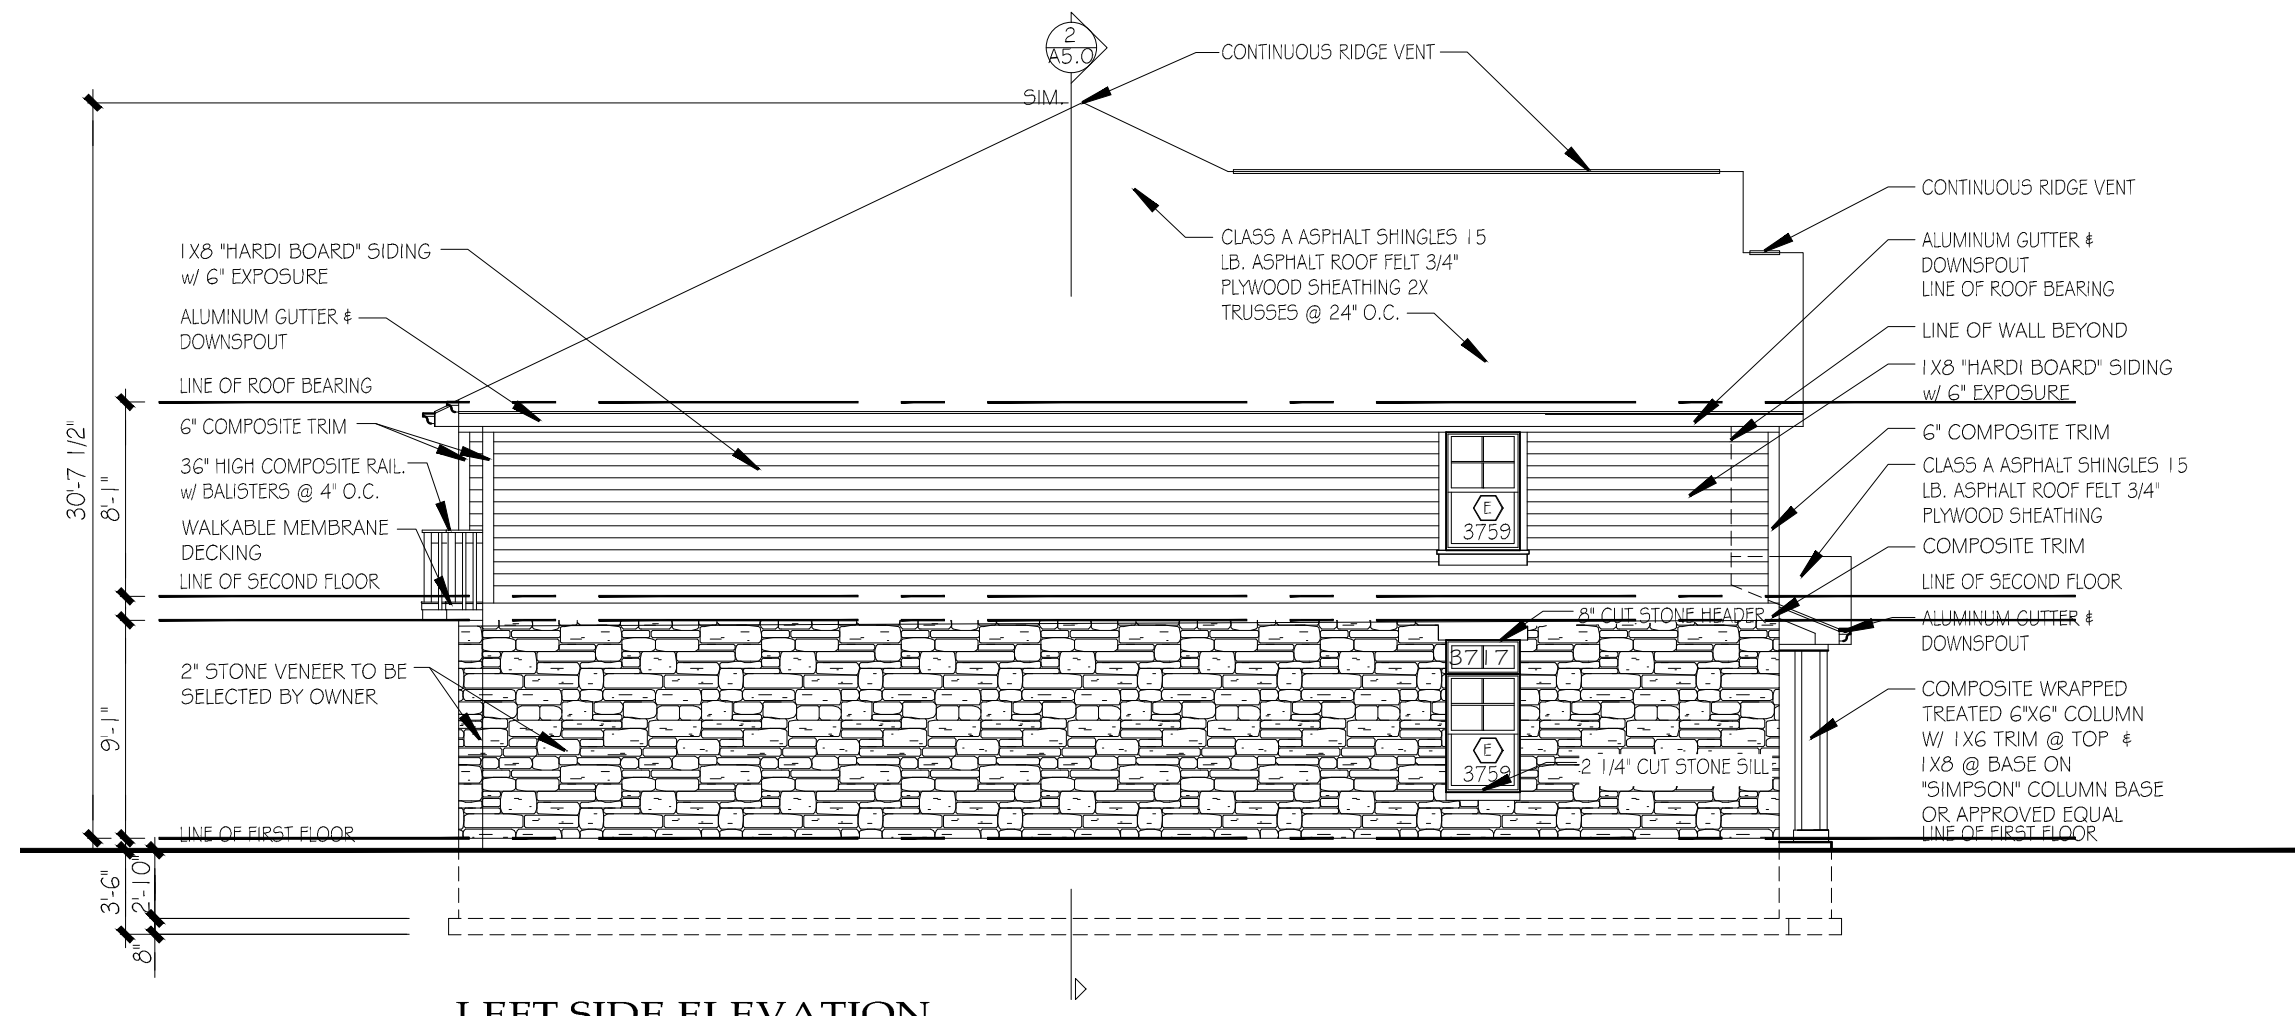 2
A5.0
SIM.
CONTINUOUS RIDGE VENT
CONTINUOUS RIDGE VENT
CLASS A ASPHALT SHINGLES 15
LB. ASPHALT ROOF FELT 3/4"
PLYWOOD SHEATHING 2X
TRUSSES @ 24" O.C.
1X8 "HARDI BOARD" SIDING
w/ 6" EXPOSURE
ALUMINUM GUTTER &
DOWNSPOUT
LINE OF ROOF BEARING
6" COMPOSITE TRIM
36" HIGH COMPOSITE RAIL.
w/ BALISTERS @ 4" O.C.
WALKABLE MEMBRANE
DECKING
LINE OF SECOND FLOOR
2" STONE VENEER TO BE
SELECTED BY OWNER
LINE OF FIRST FLOOR
30'-7 1/2"
8'-1"
9'-1"
3'-6"
2'-10"
8"
E
3759
8" CUT STONE HEADER
3717
E
3759
2 1/4" CUT STONE SILL
ALUMINUM GUTTER &
DOWNSPOUT
LINE OF ROOF BEARING
LINE OF WALL BEYOND
1X8 "HARDI BOARD" SIDING
w/ 6" EXPOSURE
6" COMPOSITE TRIM
CLASS A ASPHALT SHINGLES 15
LB. ASPHALT ROOF FELT 3/4"
PLYWOOD SHEATHING
COMPOSITE TRIM
LINE OF SECOND FLOOR
ALUMINUM GUTTER &
DOWNSPOUT
COMPOSITE WRAPPED
TREATED 6"X6" COLUMN
W/ 1X6 TRIM @ TOP &
1X8 @ BASE ON
"SIMPSON" COLUMN BASE
OR APPROVED EQUAL
LINE OF FIRST FLOOR
LEFT SIDE ELEVATION